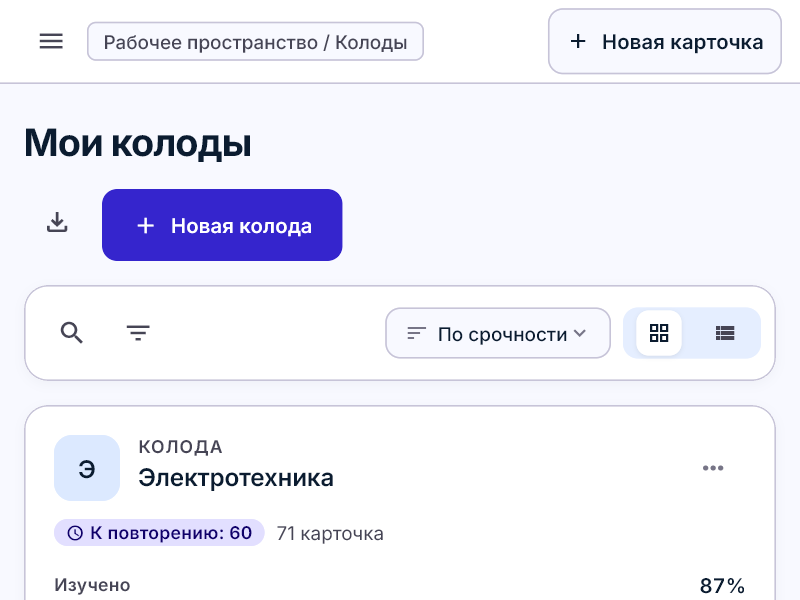 Рабочее пространство / Колоды
Новая карточка
Мои колоды
Новая колода
По срочности
Э
КОЛОДА
Электротехника
К повторению: 60
71 карточка
Изучено
87%